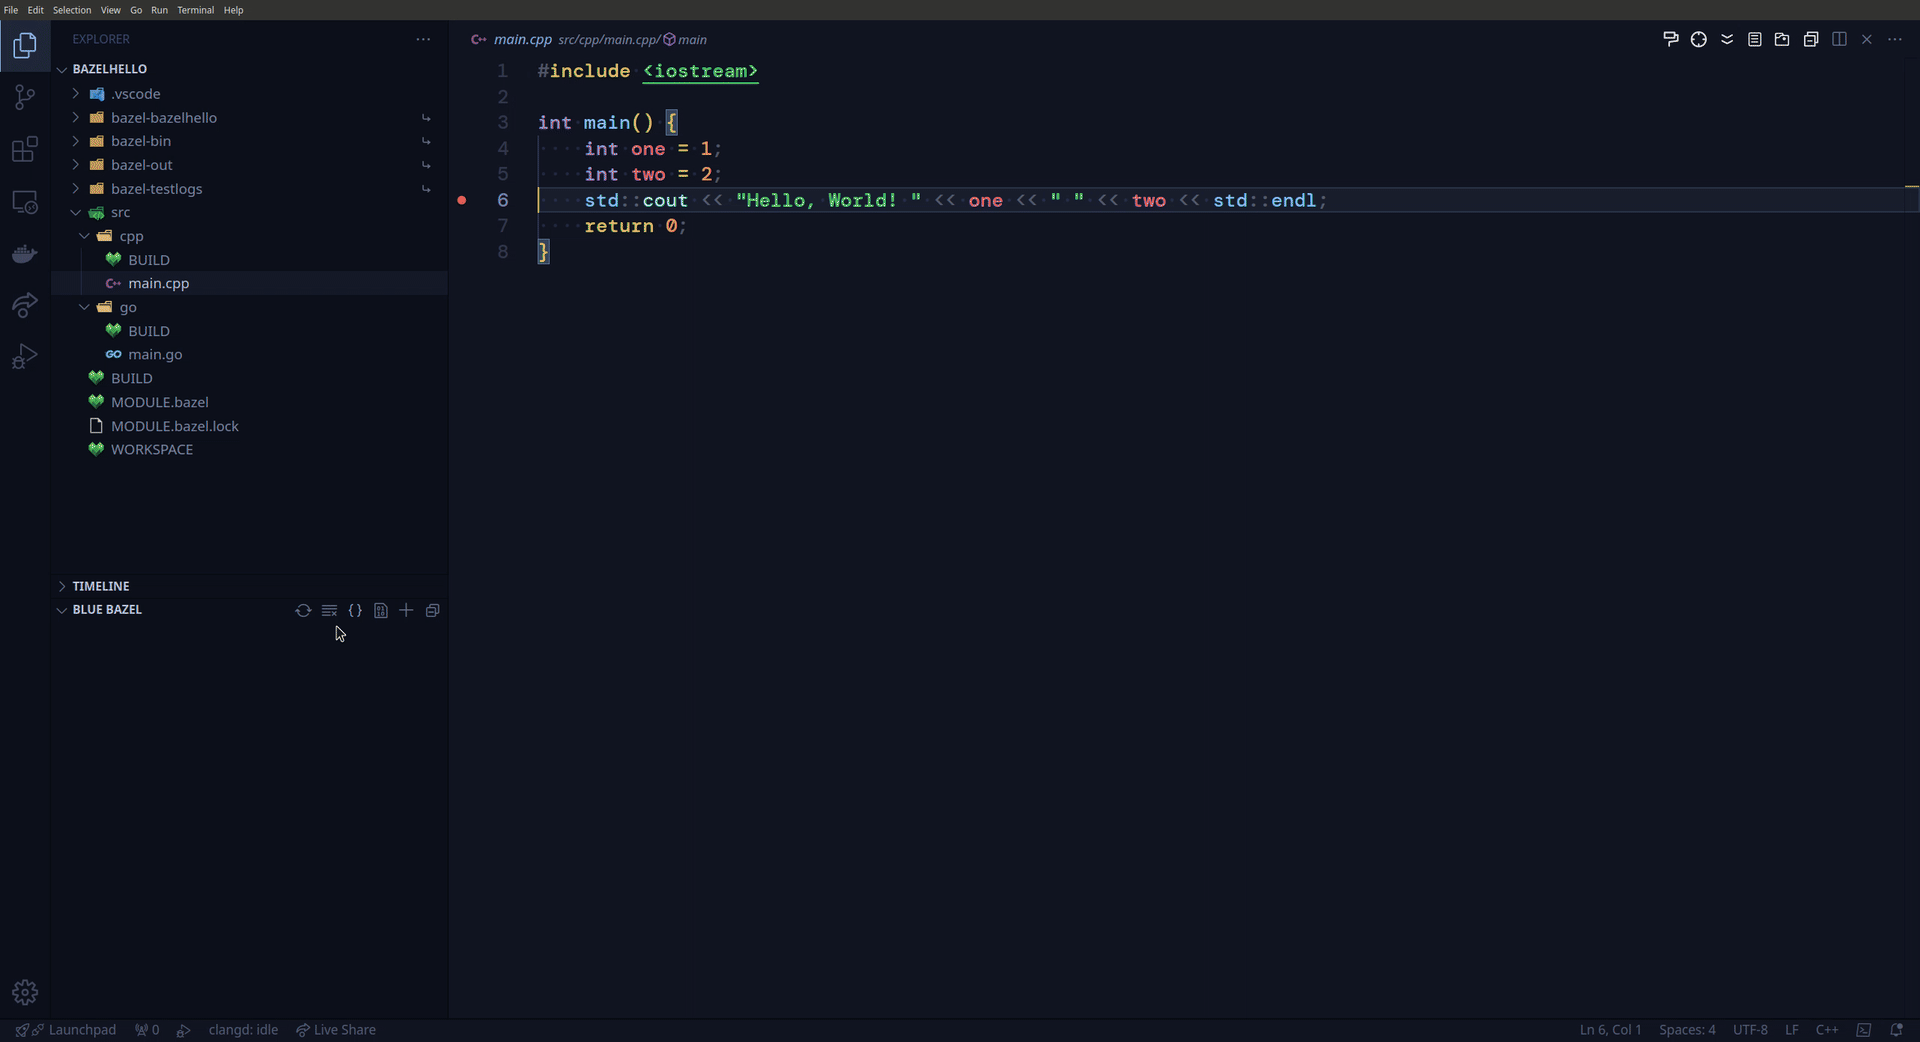 File Edit Selection View Go Run Terminal Help
EXPLORER
BAZELHELLO
.vscode
bazel-bazelhello
bazel-bin
bazel-out
bazel-testlogs
src
cpp
BUILD
main.cpp
go
BUILD
main.go
BUILD
MODULE.bazel
MODULE.bazel.lock
WORKSPACE
TIMELINE
BLUE BAZEL
main.cpp src/cpp/main.cpp/ main
1 #include <iostream>
2
3 int main() {
4 int one = 1;
5 int two = 2;
6 std::cout << "Hello, World! " << one << " " << two << std::endl;
7 return 0;
8 }
Launchpad 0 clangd: idle Live Share Ln 6, Col 1 Spaces: 4 UTF-8 LF C++